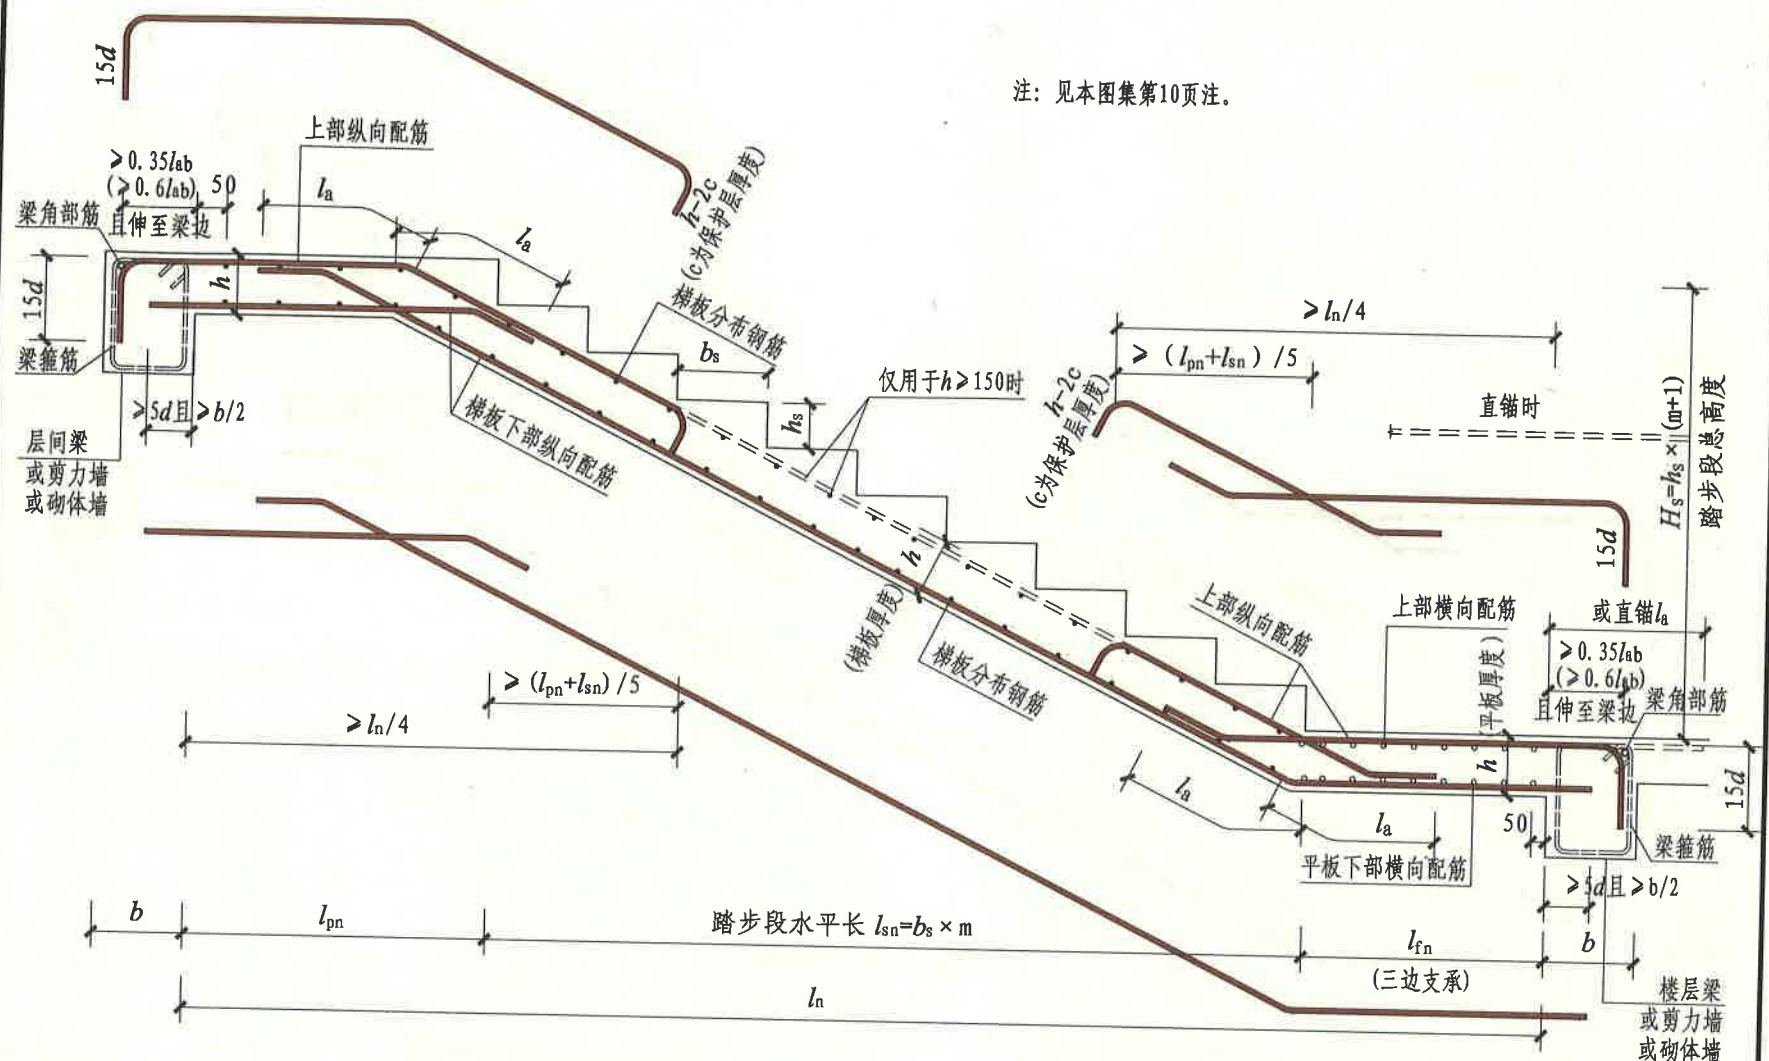 15d
注：见本图集第10页注。
上部纵向配筋
≥0.35lab
(≥0.6lab)
50
且伸至梁边
la
la
h-2c
(c为保护层厚度)
梁角部筋
15d
h
梁箍筋
≥5d且≥b/2
层间梁
或剪力墙
或砌体墙
梯板分布钢筋
bs
hs
仅用于h≥150时
梯板下部纵向配筋
≥ln/4
≥(lpn+lsn)/5
h-2c
(c为保护层厚度)
直锚时
15d
Hs=hs×(m+1)
踏步段总高度
h
(梯板厚度)
梯板分布钢筋
上部纵向配筋
上部横向配筋
(平板厚度)
h
或直锚la
≥0.35lab
(≥0.6lab)
且伸至梁边
梁角部筋
15d
≥(lpn+lsn)/5
≥ln/4
la
la
50
平板下部横向配筋
梁箍筋
≥5d且≥b/2
b
lpn
踏步段水平长 lsn=bs×m
lfn
(三边支承)
b
ln
楼层梁
或剪力墙
或砌体墙